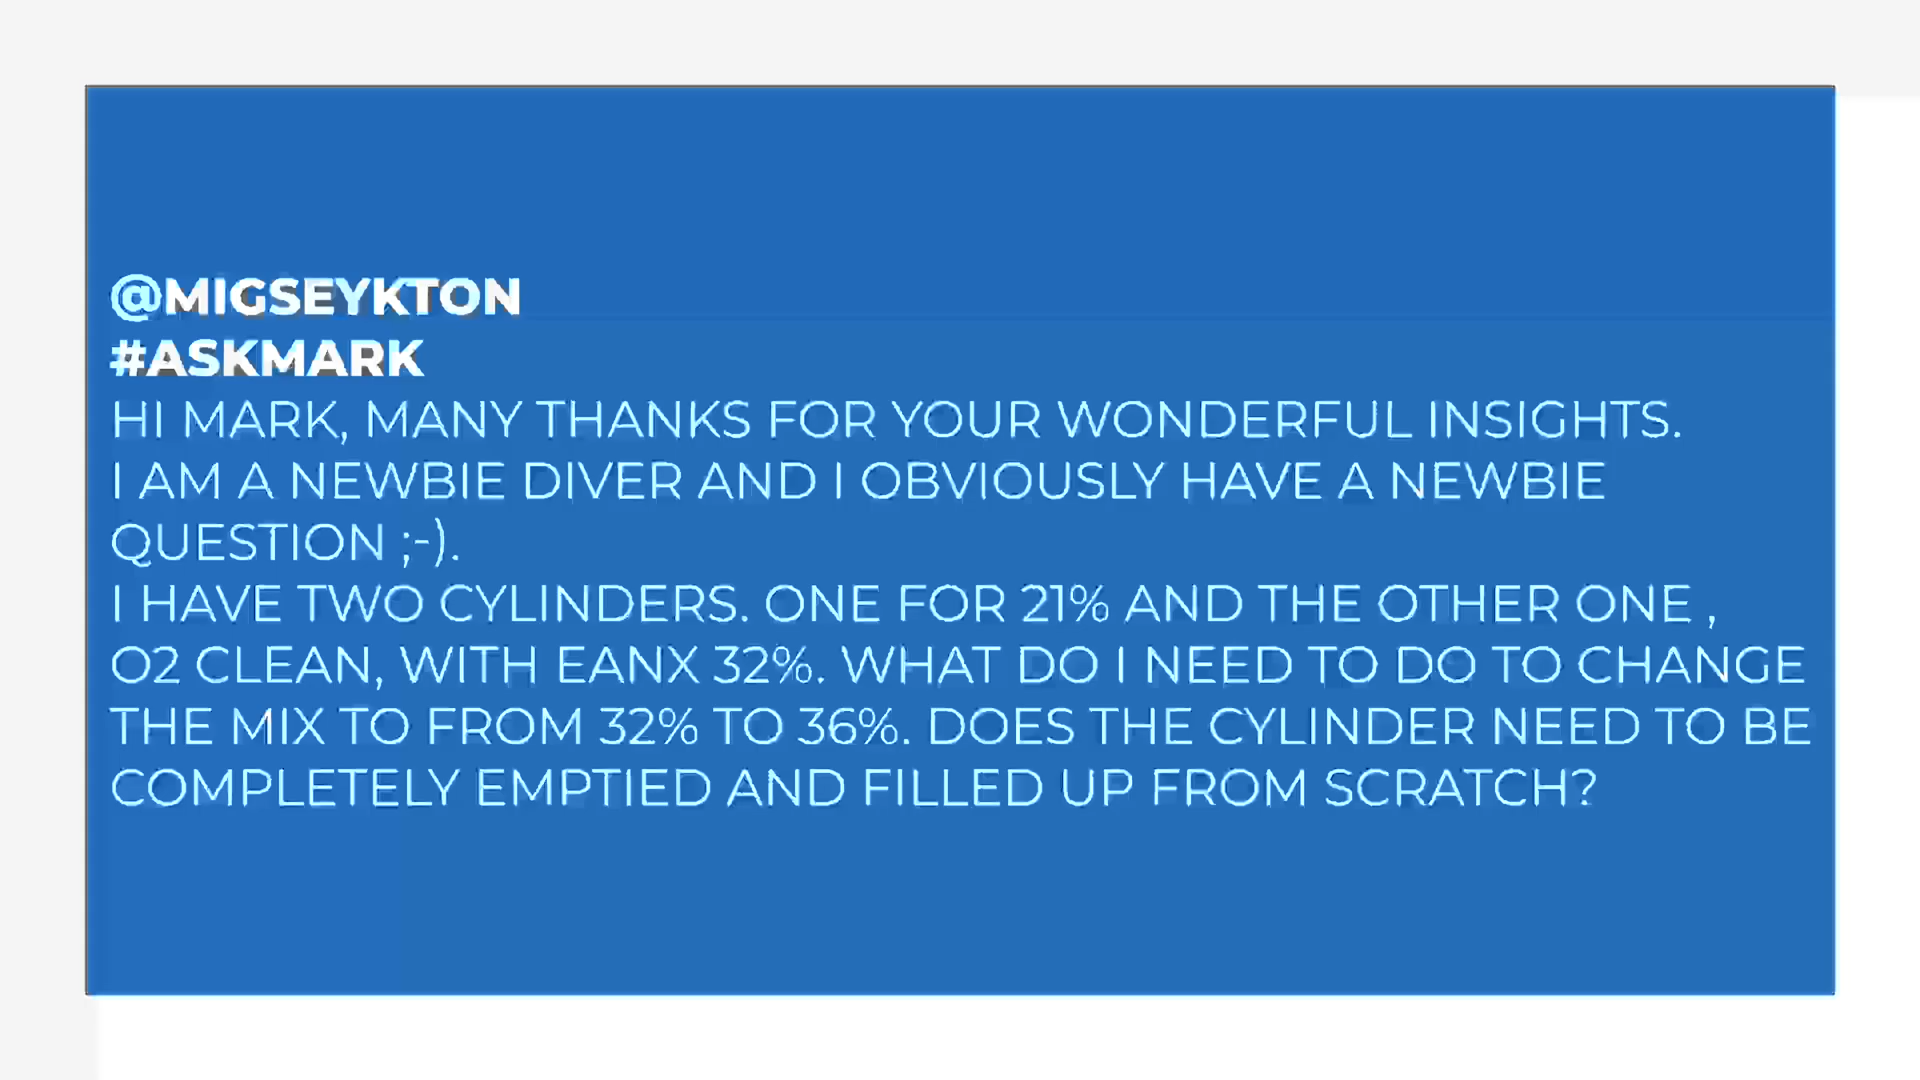 @MIGSEYKTON
#ASKMARK
HI MARK, MANY THANKS FOR YOUR WONDERFUL INSIGHTS.
I AM A NEWBIE DIVER AND I OBVIOUSLY HAVE A NEWBIE
QUESTION ;-).
I HAVE TWO CYLINDERS. ONE FOR 21% AND THE OTHER ONE ,
O2 CLEAN, WITH EANX 32%. WHAT DO I NEED TO DO TO CHANGE
THE MIX TO FROM 32% TO 36%. DOES THE CYLINDER NEED TO BE
COMPLETELY EMPTIED AND FILLED UP FROM SCRATCH?